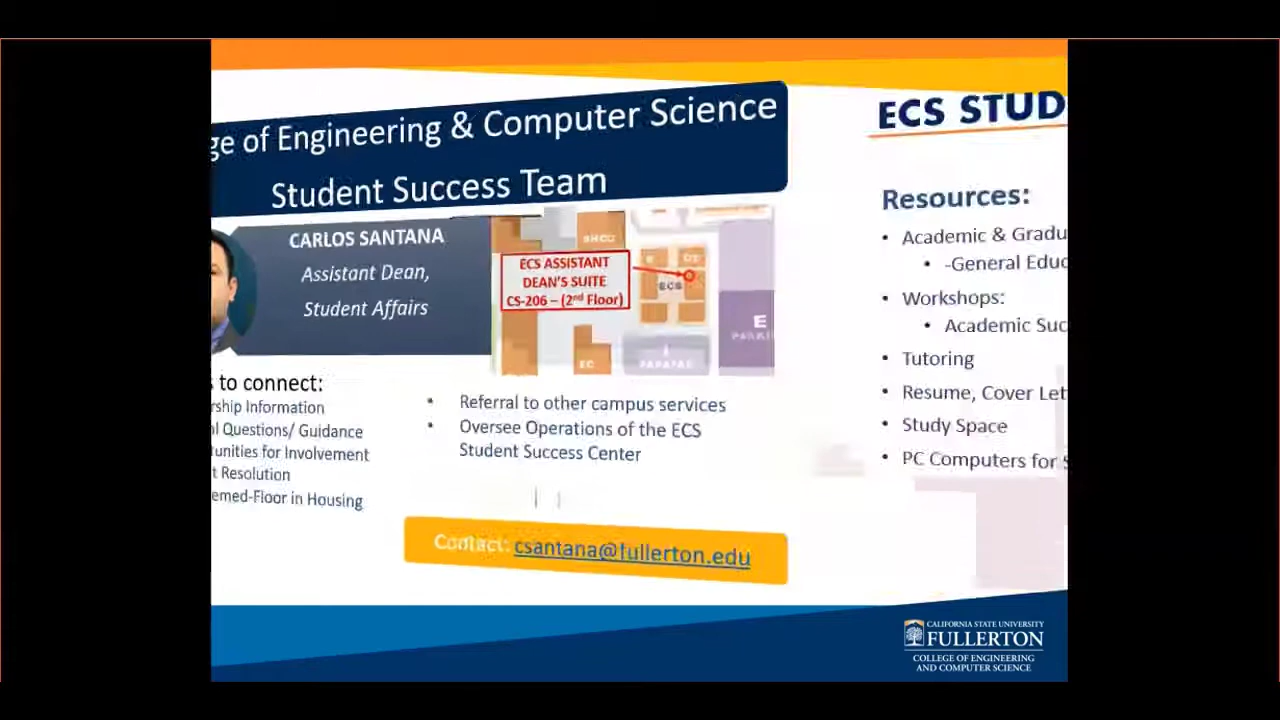 ge of Engineering & Computer Science
Student Success Team
CARLOS SANTANA
Assistant Dean,
Student Affairs
SHCC
ECS ASSISTANT
DEAN'S SUITE
CS-206 – (2nd Floor)
E
CS
ECS
EC
E
to connect:
rship Information
l Questions/ Guidance
unities for Involvement
t Resolution
emed-Floor in Housing
• Referral to other campus services
• Oversee Operations of the ECS
Student Success Center
Contact: csantana@fullerton.edu
ECS STUD
Resources:
• Academic & Gradu
• -General Educ
• Workshops:
• Academic Suc
• Tutoring
• Resume, Cover Let
• Study Space
• PC Computers for S
CALIFORNIA STATE UNIVERSITY
FULLERTON
COLLEGE OF ENGINEERING
AND COMPUTER SCIENCE